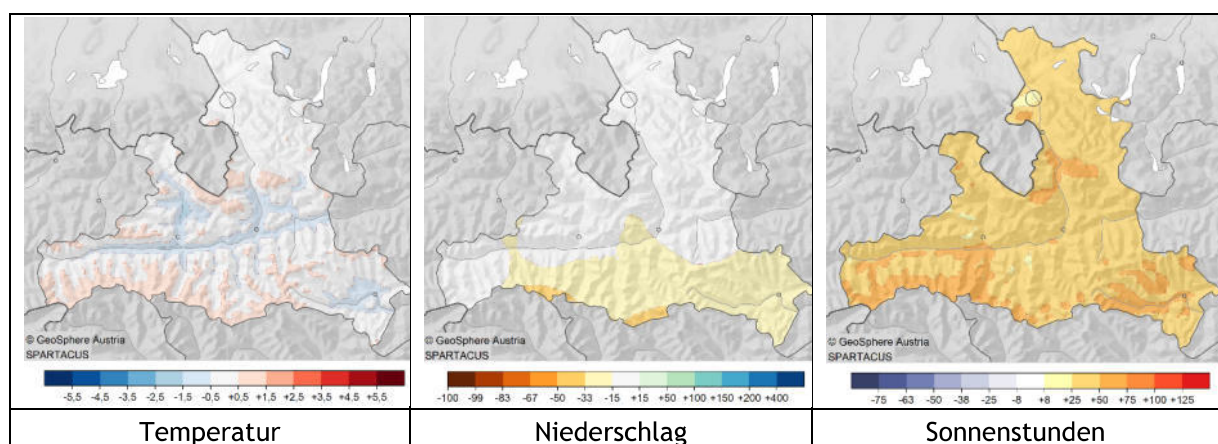 © GeoSphere Austria
SPARTACUS
-5,5 -4,5 -3,5 -2,5 -1,5 -0,5 +0,5 +1,5 +2,5 +3,5 +4,5 +5,5
Temperatur
© GeoSphere Austria
SPARTACUS
-100 -99 -83 -67 -50 -33 -15 +15 +50 +100 +150 +200 +400
Niederschlag
© GeoSphere Austria
SPARTACUS
-75 -63 -50 -38 -25 -8 +8 +25 +50 +75 +100 +125
Sonnenstunden